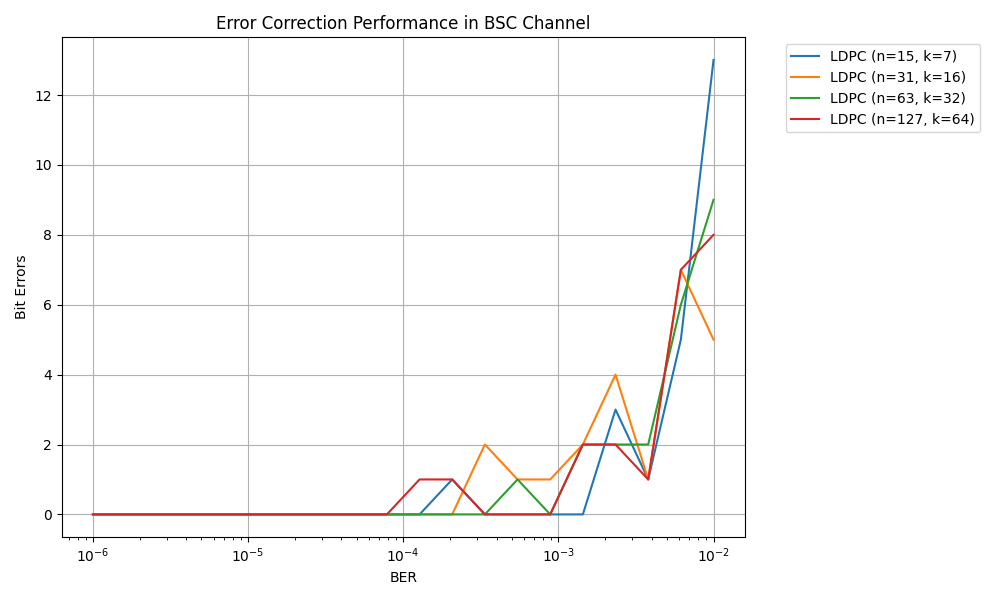 Error Correction Performance in BSC Channel
LDPC (n=15, k=7)
LDPC (n=31, k=16)
LDPC (n=63, k=32)
LDPC (n=127, k=64)
Bit Errors
12
10
8
6
4
2
0
10⁻⁶ 10⁻⁵ 10⁻⁴ 10⁻³ 10⁻²
BER